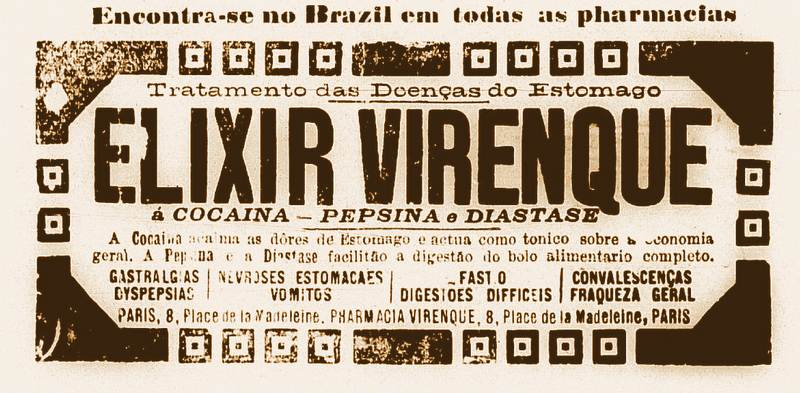 Encontra-se no Brazil em todas as pharmacias
Tratamento das Doenças do Estomago
ELIXIR VIRENQUE
á COCAINA – PEPSINA e DIASTASE
A Cocaina acalma as dôres de Estomago e actua como tonico sobre a economia
geral. A Pepsina e a Diastase facilitão a digestão do bolo alimentario completo.
GASTRALGIAS NEVROSES ESTOMACAES FASTIO CONVALESCENÇAS
DYSPEPSIAS VOMITOS DIGESTOES DIFFICEIS FRAQUEZA GERAL
PARIS, 8, Place de la Madeleine, PHARMACIA VIRENQUE, 8, Place de la Madeleine, PARIS